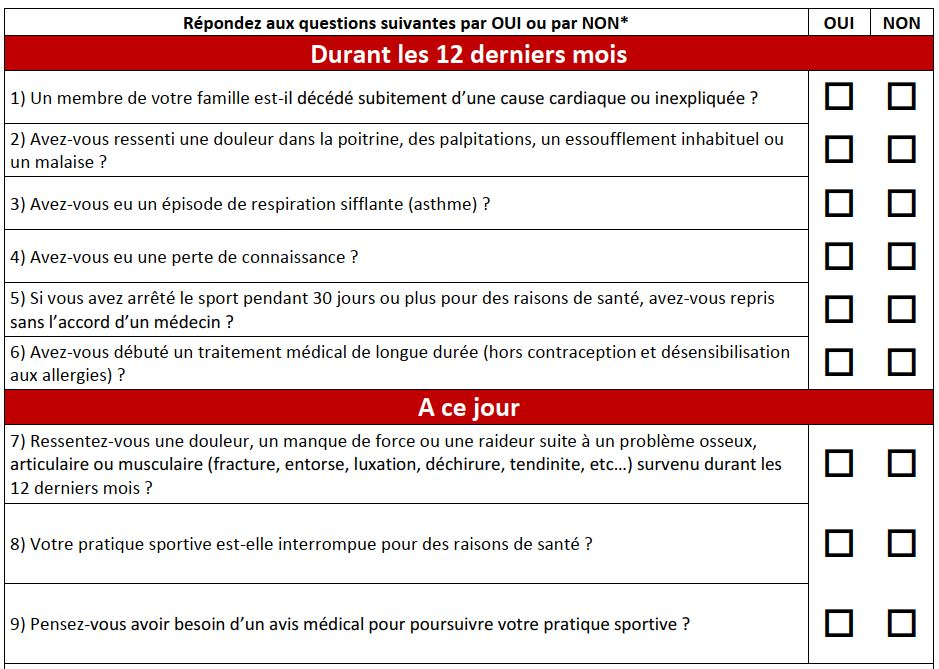 Répondez aux questions suivantes par OUI ou par NON* OUI NON
Durant les 12 derniers mois
1) Un membre de votre famille est-il décédé subitement d’une cause cardiaque ou inexpliquée ?
2) Avez-vous ressenti une douleur dans la poitrine, des palpitations, un essoufflement inhabituel ou
un malaise ?
3) Avez-vous eu un épisode de respiration sifflante (asthme) ?
4) Avez-vous eu une perte de connaissance ?
5) Si vous avez arrêté le sport pendant 30 jours ou plus pour des raisons de santé, avez-vous repris
sans l’accord d’un médecin ?
6) Avez-vous débuté un traitement médical de longue durée (hors contraception et désensibilisation
aux allergies) ?
A ce jour
7) Ressentez-vous une douleur, un manque de force ou une raideur suite à un problème osseux,
articulaire ou musculaire (fracture, entorse, luxation, déchirure, tendinite, etc…) survenu durant les
12 derniers mois ?
8) Votre pratique sportive est-elle interrompue pour des raisons de santé ?
9) Pensez-vous avoir besoin d’un avis médical pour poursuivre votre pratique sportive ?